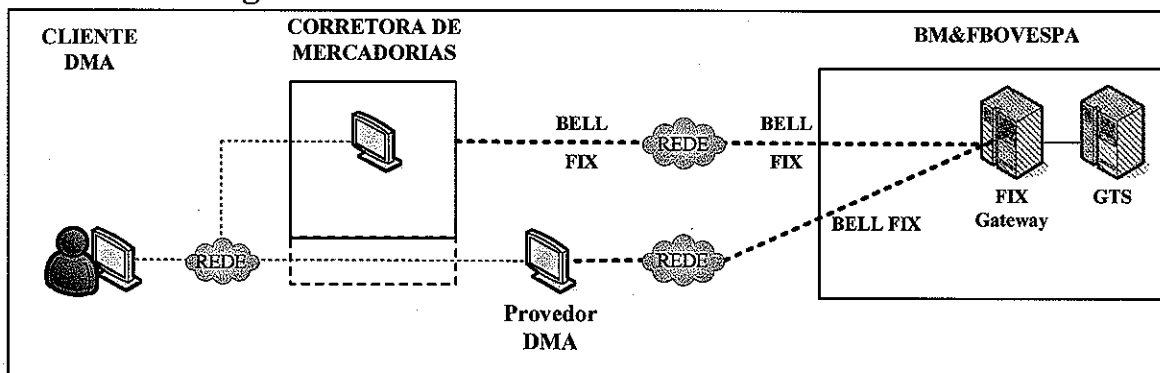 CLIENTE
DMA
CORRETORA DE
MERCADORIAS
BM&FBOVESPA
BELL
FIX
REDE
BELL
FIX
FIX
Gateway
GTS
BELL FIX
REDE
REDE
Provedor
DMA